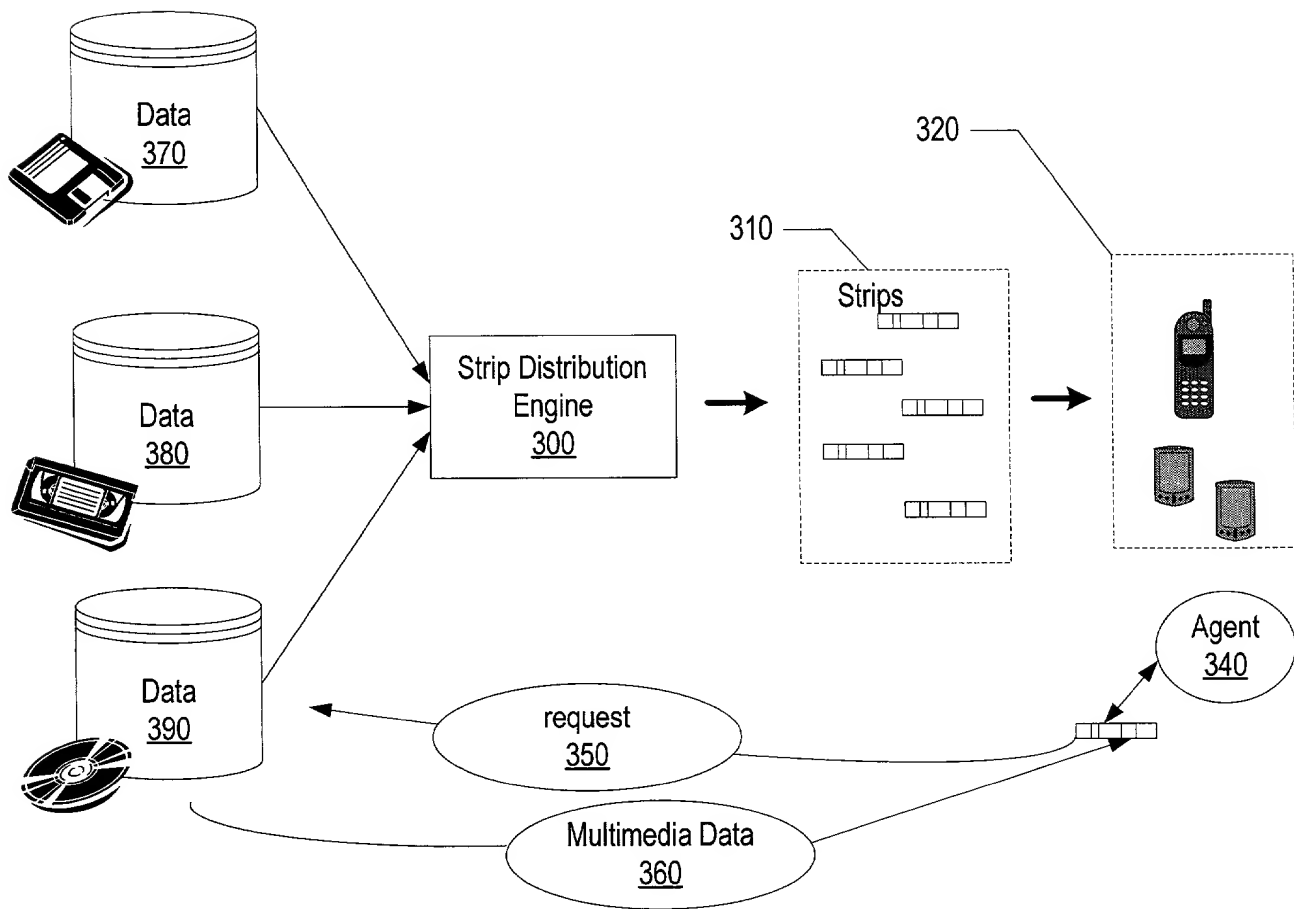 Data
370
320
310
Strips
Strip Distribution
Engine
300
Data
380
Agent
340
Data
390
request
350
Multimedia Data
360